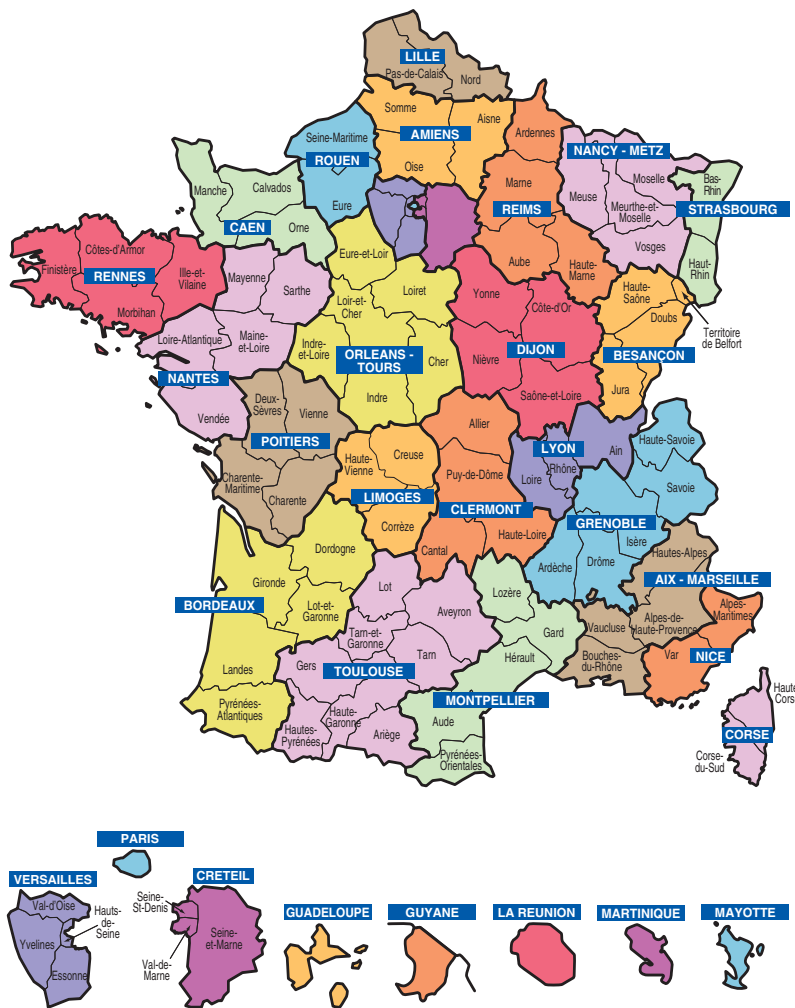 LILLE
Pas-de-Calais
Nord
Somme
Aisne
AMIENS
Oise
Ardennes
Seine-Maritime
ROUEN
Eure
NANCY - METZ
Moselle
Bas-
Rhin
Meuse
Meurthe-et-
Moselle
STRASBOURG
Vosges
Haut-
Rhin
Marne
REIMS
Aube
Haute-
Marne
Manche
Calvados
CAEN
Orne
Côtes-d'Armor
Finistère
RENNES
Ille-et-
Vilaine
Morbihan
Mayenne
Sarthe
Loire-Atlantique
Maine-
et-Loire
NANTES
Vendée
Eure-et-Loir
Loir-et-
Cher
Loiret
Indre-
et-Loire
ORLEANS -
TOURS
Cher
Indre
Yonne
Côte-d'Or
Nièvre
DIJON
Saône-et-Loire
Haute-
Saône
Doubs
Territoire
de Belfort
BESANÇON
Jura
Deux-
Sèvres
Vienne
POITIERS
Charente-
Maritime
Charente
Haute-
Vienne
Creuse
LIMOGES
Corrèze
Allier
Puy-de-Dôme
CLERMONT
Cantal
Haute-Loire
LYON
Ain
Loire
Rhône
Haute-Savoie
Savoie
GRENOBLE
Isère
Ardèche
Drôme
Hautes-Alpes
AIX - MARSEILLE
Vaucluse
Alpes-de-
Haute-Provence
Bouches-
du-Rhône
Alpes-
Maritimes
Var
NICE
Dordogne
Gironde
BORDEAUX
Lot-et-
Garonne
Landes
Pyrénées-
Atlantiques
Lot
Aveyron
Tarn-et-
Garonne
Gers
TOULOUSE
Tarn
Haute-
Garonne
Hautes-
Pyrénées
Ariège
Lozère
Gard
Hérault
MONTPELLIER
Aude
Pyrénées-
Orientales
Haute
Cors
CORSE
Corse-
du-Sud
PARIS
VERSAILLES
Val-d'Oise
Hauts-
de-
Seine
Yvelines
Essonne
CRETEIL
Seine-
St-Denis
Seine-
et-Marne
Val-de-
Marne
GUADELOUPE
GUYANE
LA REUNION
MARTINIQUE
MAYOTTE